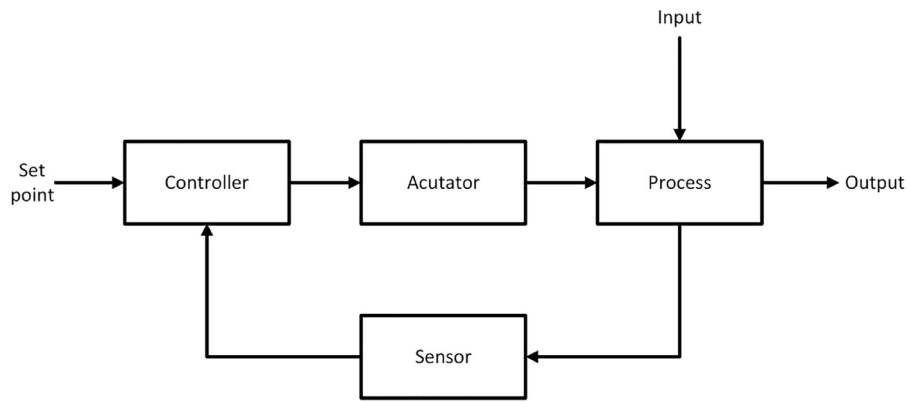 Input
Set
point
Controller
Acutator
Process
Output
Sensor